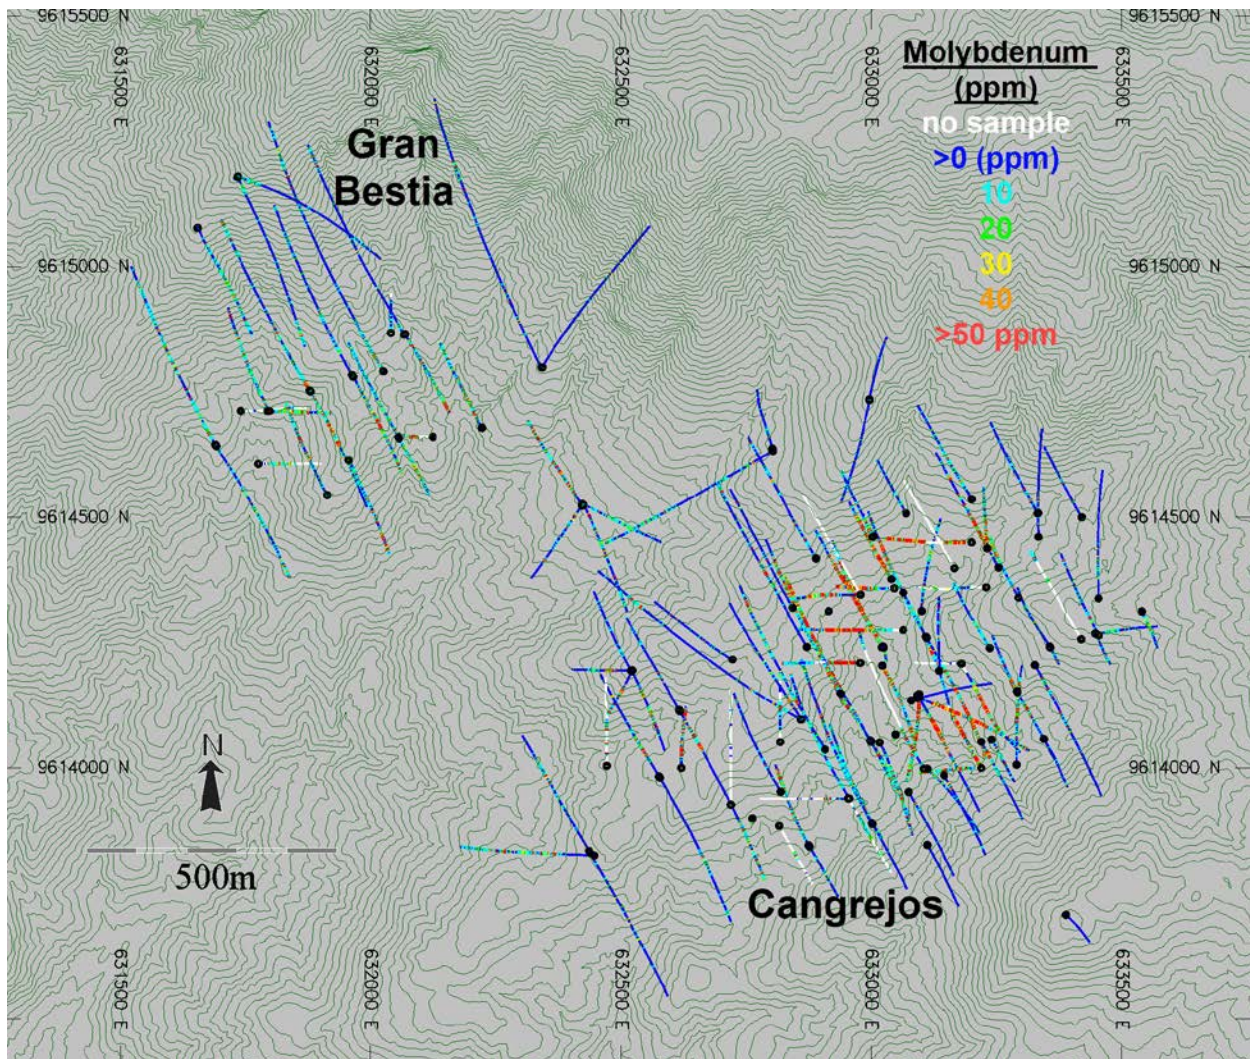 9615500 N
9615500 N
631500 E
632000 E
632500 E
633000 E
633500 E
Molybdenum
(ppm)
no sample
>0 (ppm)
10
20
30
40
>50 ppm
Gran
Bestia
9615000 N
9615000 N
9614500 N
9614500 N
N
9614000 N
9614000 N
500m
Cangrejos
631500 E
632000 E
632500 E
633000 E
633500 E